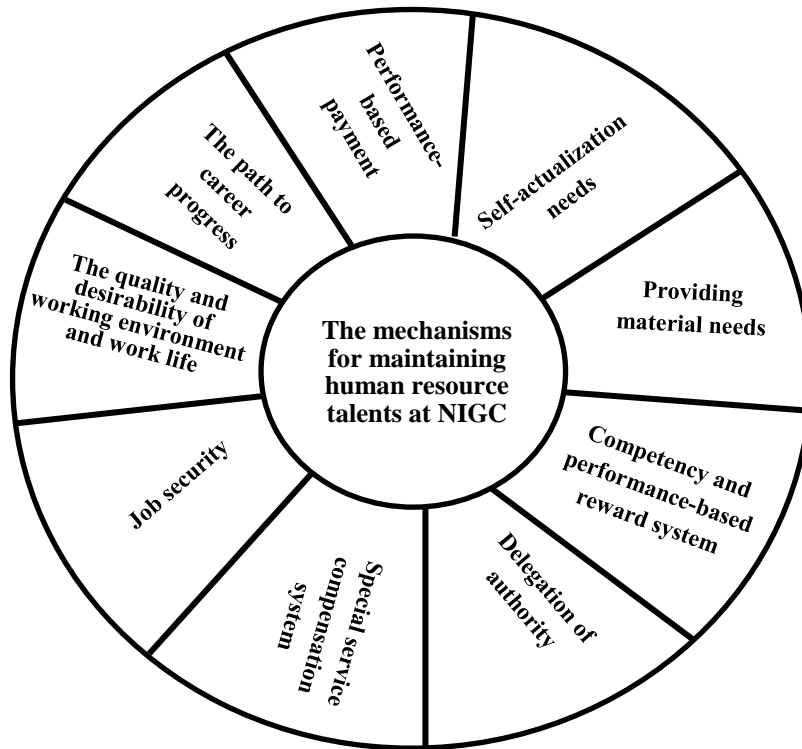 Performance-
based
payment
Self-actualization
needs
Providing
material needs
Competency and
performance-based
reward system
Delegation of
authority
Special service
compensation
system
Job security
The quality and
desirability of
working environment
and work life
The path to
career
progress
The mechanisms
for maintaining
human resource
talents at NIGC